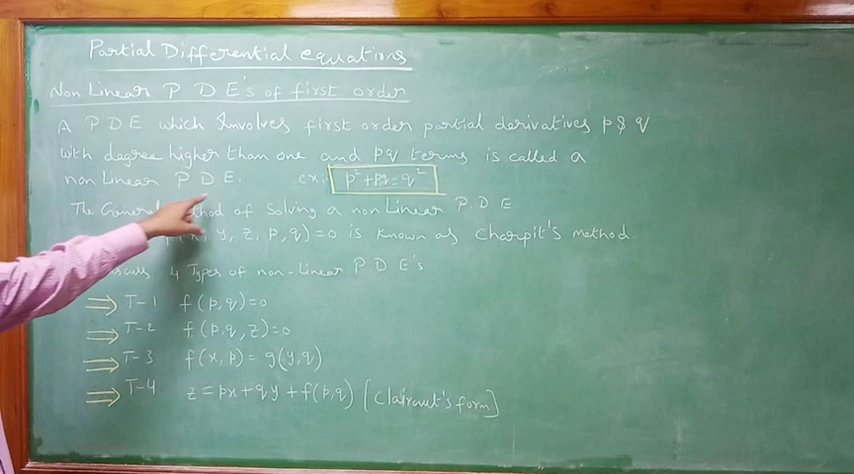 Partial Differential equations
Non Linear P D E's of first order
A P D E which Involves first order partial derivatives p & q
with degree higher than one and pq terms is called a
non Linear P D E. ex:- p²+pq=q²
The General method of solving a non Linear P. D E
f(x, y, z, p, q)=0 is known as Charpit's method.
4 Types of non-Linear P D E's
⇒ T-1 f(p,q)=0
⇒ T-2 f(p,q,z)=0
⇒ T-3 f(x,p)= g(y,q)
⇒ T-4 z=px+qy+f(p,q) [Clairaut's form]